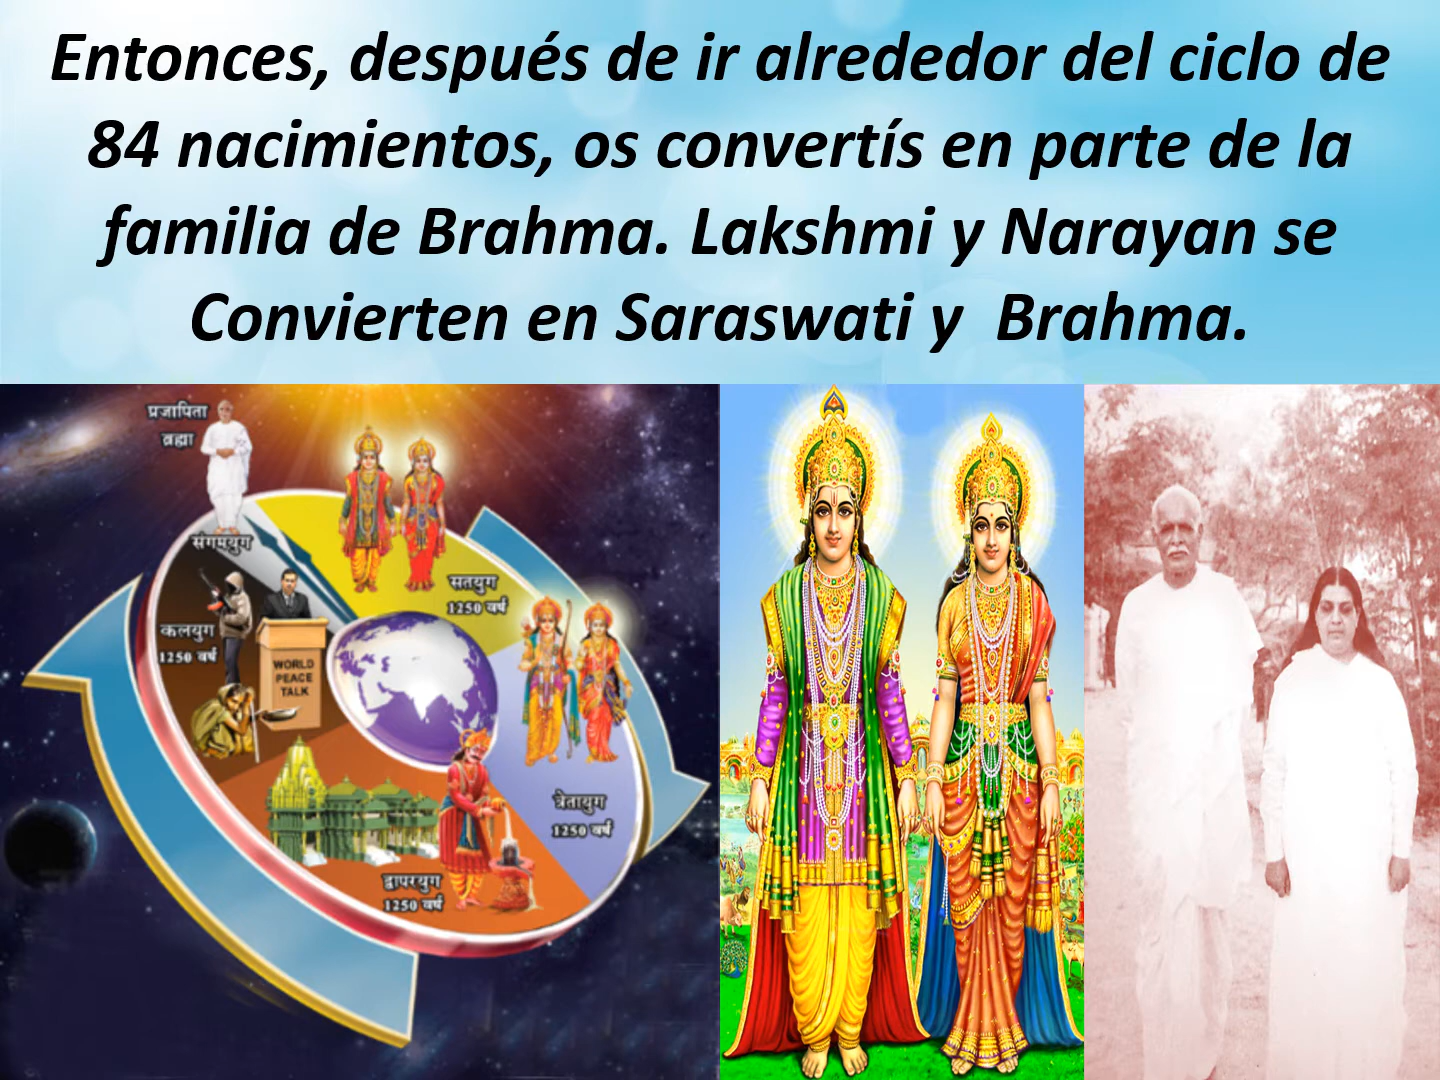 Entonces, después de ir alrededor del ciclo de
84 nacimientos, os convertís en parte de la
familia de Brahma. Lakshmi y Narayan se
Convierten en Saraswati y  Brahma.
प्रजापिता
ब्रह्मा
संगमयुग
सतयुग
1250 वर्ष
कलयुग
1250 वर्ष
WORLD
PEACE
TALK
त्रेतायुग
1250 वर्ष
द्वापरयुग
1250 वर्ष